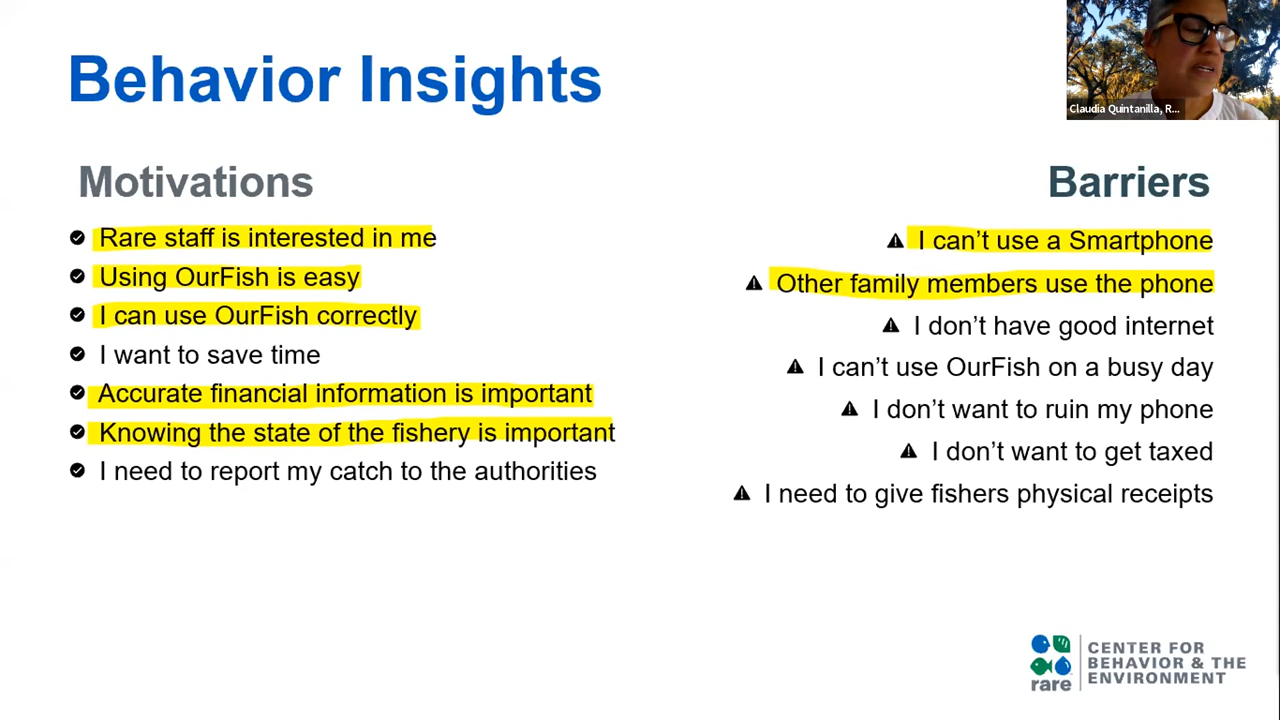 Behavior Insights
Claudia Quintanilla, R...
Motivations
Rare staff is interested in me
Using OurFish is easy
I can use OurFish correctly
I want to save time
Accurate financial information is important
Knowing the state of the fishery is important
I need to report my catch to the authorities
Barriers
I can't use a Smartphone
Other family members use the phone
I don't have good internet
I can't use OurFish on a busy day
I don't want to ruin my phone
I don't want to get taxed
I need to give fishers physical receipts
rare
CENTER FOR
BEHAVIOR & THE
ENVIRONMENT